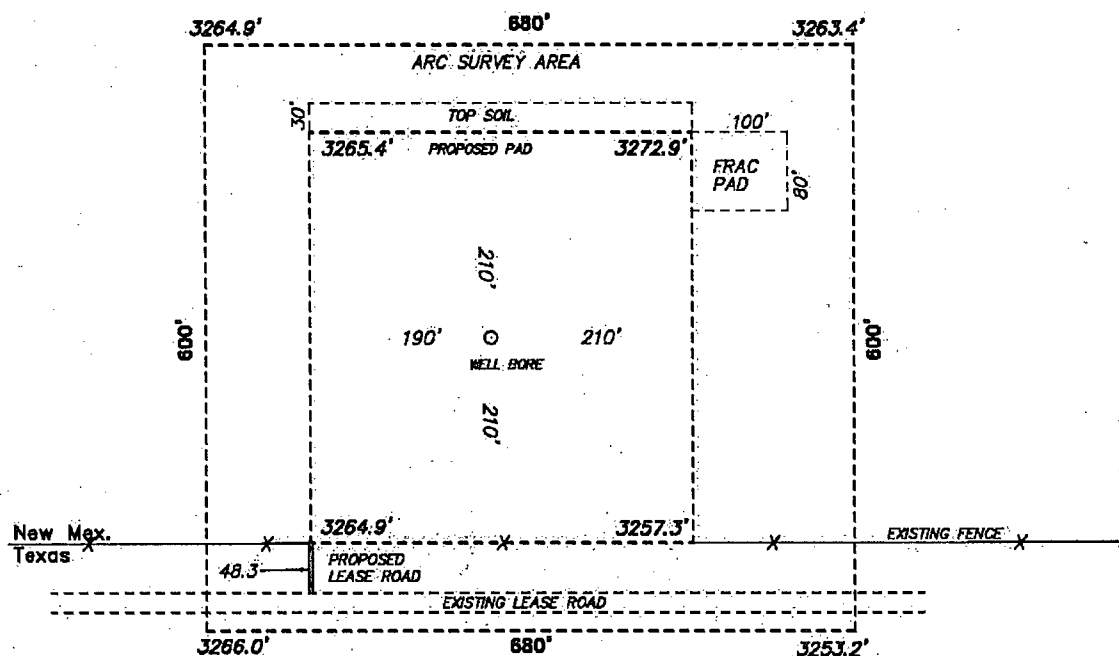 3264.9' 680' 3263.4'
ARC SURVEY AREA
30' TOP SOIL 100'
3265.4' PROPOSED PAD 3272.9'
FRAC
PAD
80'
210'
600' 190' 210' 600'
WELL BORE
210'
New Mex. 3264.9' 3257.3' EXISTING FENCE
Texas
PROPOSED
LEASE ROAD
48.3
EXISTING LEASE ROAD
3266.0' 680' 3253.2'